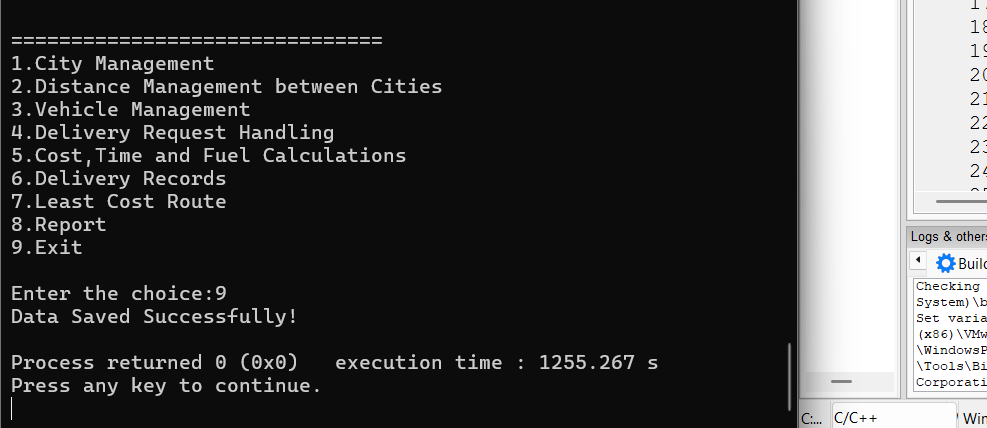 ===============================
1.City Management
2.Distance Management between Cities
3.Vehicle Management
4.Delivery Request Handling
5.Cost,Time and Fuel Calculations
6.Delivery Records
7.Least Cost Route
8.Report
9.Exit
Enter the choice:9
Data Saved Successfully!
Process returned 0 (0x0)   execution time : 1255.267 s
Press any key to continue.
18
19
20
21
22
23
24
Logs & others
Build
Checking
System)\b
Set varia
(x86)\VMw
\WindowsP
\Tools\Bi
Corporati
C:... C/C++ Win